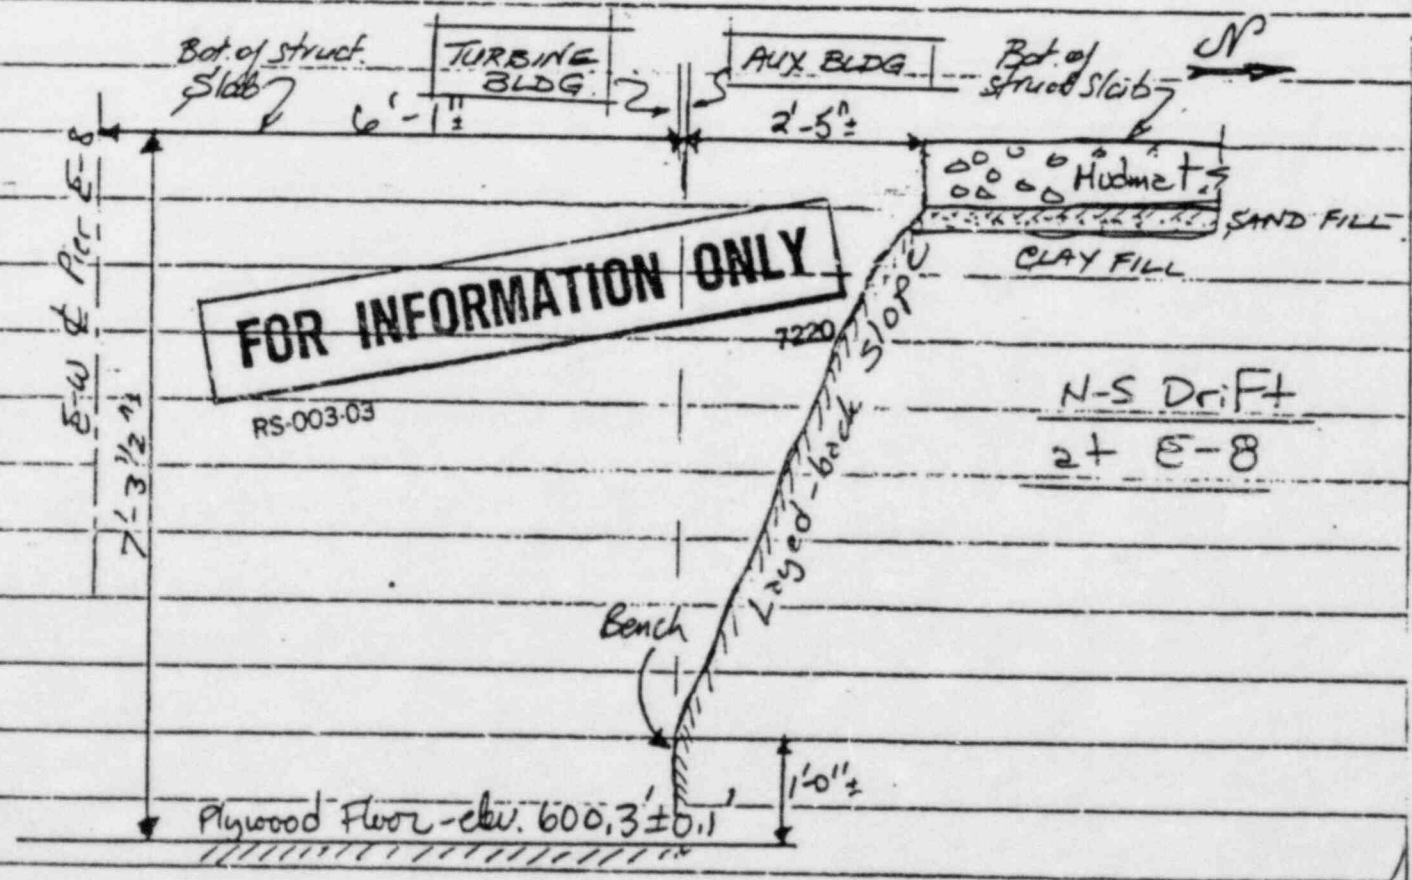 Bot. of struct.
Slab
TURBINE
BLDG
AUX BLDG
Bot. of
struct Slab
N
6'-1"±
2'-5"±
E-W ℄ Pier E-8
7'-3 1/2"±
Mudmat
SAND FILL
CLAY FILL
FOR INFORMATION ONLY
7220
RS-003-03
Layed-back Slope
N-S Drift
at E-8
Bench
1'-0"±
Plywood Floor-elev. 600.3'±0.1'